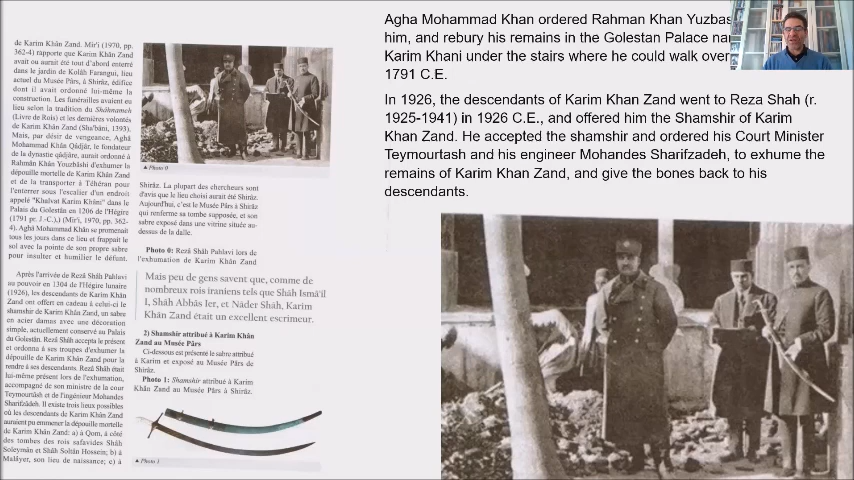 de Karim Khân Zand. Mir'i (1970, pp.
362-4) rapporte que Karim Khân Zand
avait ou aurait été tout d'abord enterré
dans le jardin de Kolâh Farangui, lieu
actuel du Musée Pârs, à Shirâz, édifice
dont il avait ordonné lui-même la
construction. Les funérailles avaient eu
lieu selon la tradition du Shâhnâmeh
(Livre de Rois) et les dernières volontés
de Karim Khân Zand (Sha'bâni, 1393).
Mais, par désir de vengeance, Aghâ
Mohammad Khân Qâdjâr, le fondateur
de la dynastie qâdjâre, aurait ordonné à
Rahmân Khân Youzbâshi d'exhumer la
dépouille mortelle de Karim Khân Zand
et de la transporter à Téhéran pour
l'enterrer sous l'escalier d'un endroit
appelé "Khalvat Karim Khâni" dans le
Palais du Golestân en 1206 de l'Hégire
(1791 pr. J.-C),) (Mir'i, 1970, pp. 362-
4). Aghâ Mohammad Khân se promenait
tous les jours dans ce lieu et frappait le
sol avec la pointe de son propre sabre
pour insulter et humilier le défunt.
Après l'arrivée de Rezâ Shâh Pahlavi
au pouvoir en 1304 de l'Hégire lunaire
(1926), les descendants de Karim Khân
Zand ont offert en cadeau à celui-ci le
shamshir de Karim Khân Zand, un sabre
en acier damas avec une décoration
simple, actuellement conservé au Palais
du Golestân. Rezâ Shâh accepta le présent
et ordonna à ses troupes d'exhumer la
dépouille de Karim Khân Zand pour la
rendre à ses descendants. Rezâ Shâh était
lui-même présent lors de l'exhumation,
accompagné de son ministre de la cour
Teymourtâsh et de l'ingénieur Mohandes
Sharifzâdeh. Il existe trois lieux possibles
où les descendants de Karim Khân Zand
auraient pu emmener la dépouille mortelle
de Karim Khân Zand: a) à Qom, à côté
des tombes des rois safavides Shâh
Soleymân et Shâh Soltân Hossein; b) à
Malâyer, son lieu de naissance; c) à
▲ Photo 0
Shirâz. La plupart des chercheurs sont
d'avis que le lieu choisi aurait été Shirâz.
Aujourd'hui, c'est le Musée Pârs à Shirâz
qui renferme sa tombe supposée, et son
sabre exposé dans une vitrine située au-
dessus de la dalle.
Photo 0: Rezâ Shâh Pahlavi lors de
l'exhumation de Karim Khân Zand
Mais peu de gens savent que, comme de
nombreux rois iraniens tels que Shâh Ismâ'il
I, Shâh Abbâs Ier, et Nâder Shâh, Karim
Khân Zand était un excellent escrimeur.
2) Shamshir attribué à Karim Khân
Zand au Musée Pârs
Ci-dessous est présenté le sabre attribué
à Karim et exposé au Musée Pârs de
Shirâz.
Photo 1: Shamshir attribué à Karim
Khân Zand au Musée Pârs à Shirâz.
▲ Photo 1
Agha Mohammad Khan ordered Rahman Khan Yuzbas
him, and rebury his remains in the Golestan Palace nar
Karim Khani under the stairs where he could walk over
1791 C.E.
In 1926, the descendants of Karim Khan Zand went to Reza Shah (r.
1925-1941) in 1926 C.E., and offered him the Shamshir of Karim
Khan Zand. He accepted the shamshir and ordered his Court Minister
Teymourtash and his engineer Mohandes Sharifzadeh, to exhume the
remains of Karim Khan Zand, and give the bones back to his
descendants.